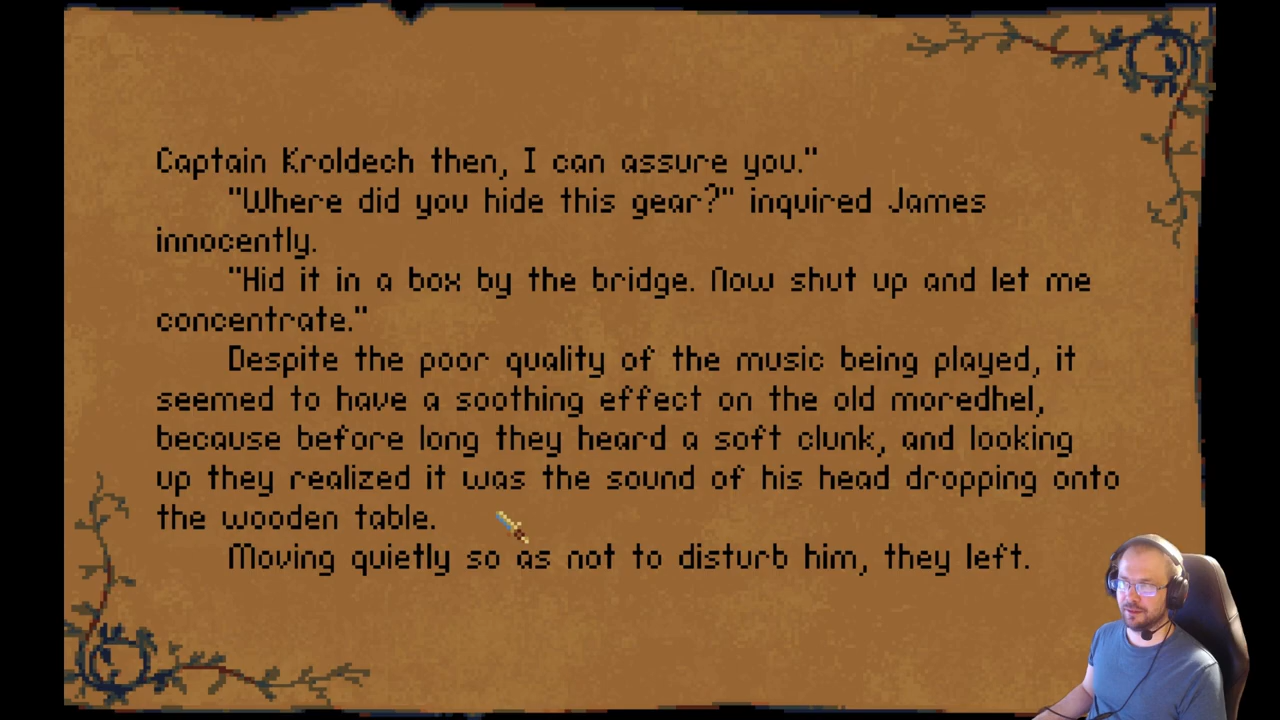 Captain Kroldech then, I can assure you."
"Where did you hide this gear?" inquired James
innocently.
"Hid it in a box by the bridge. Now shut up and let me
concentrate."
Despite the poor quality of the music being played, it
seemed to have a soothing effect on the old moredhel,
because before long they heard a soft clunk, and looking
up they realized it was the sound of his head dropping onto
the wooden table.
Moving quietly so as not to disturb him, they left.